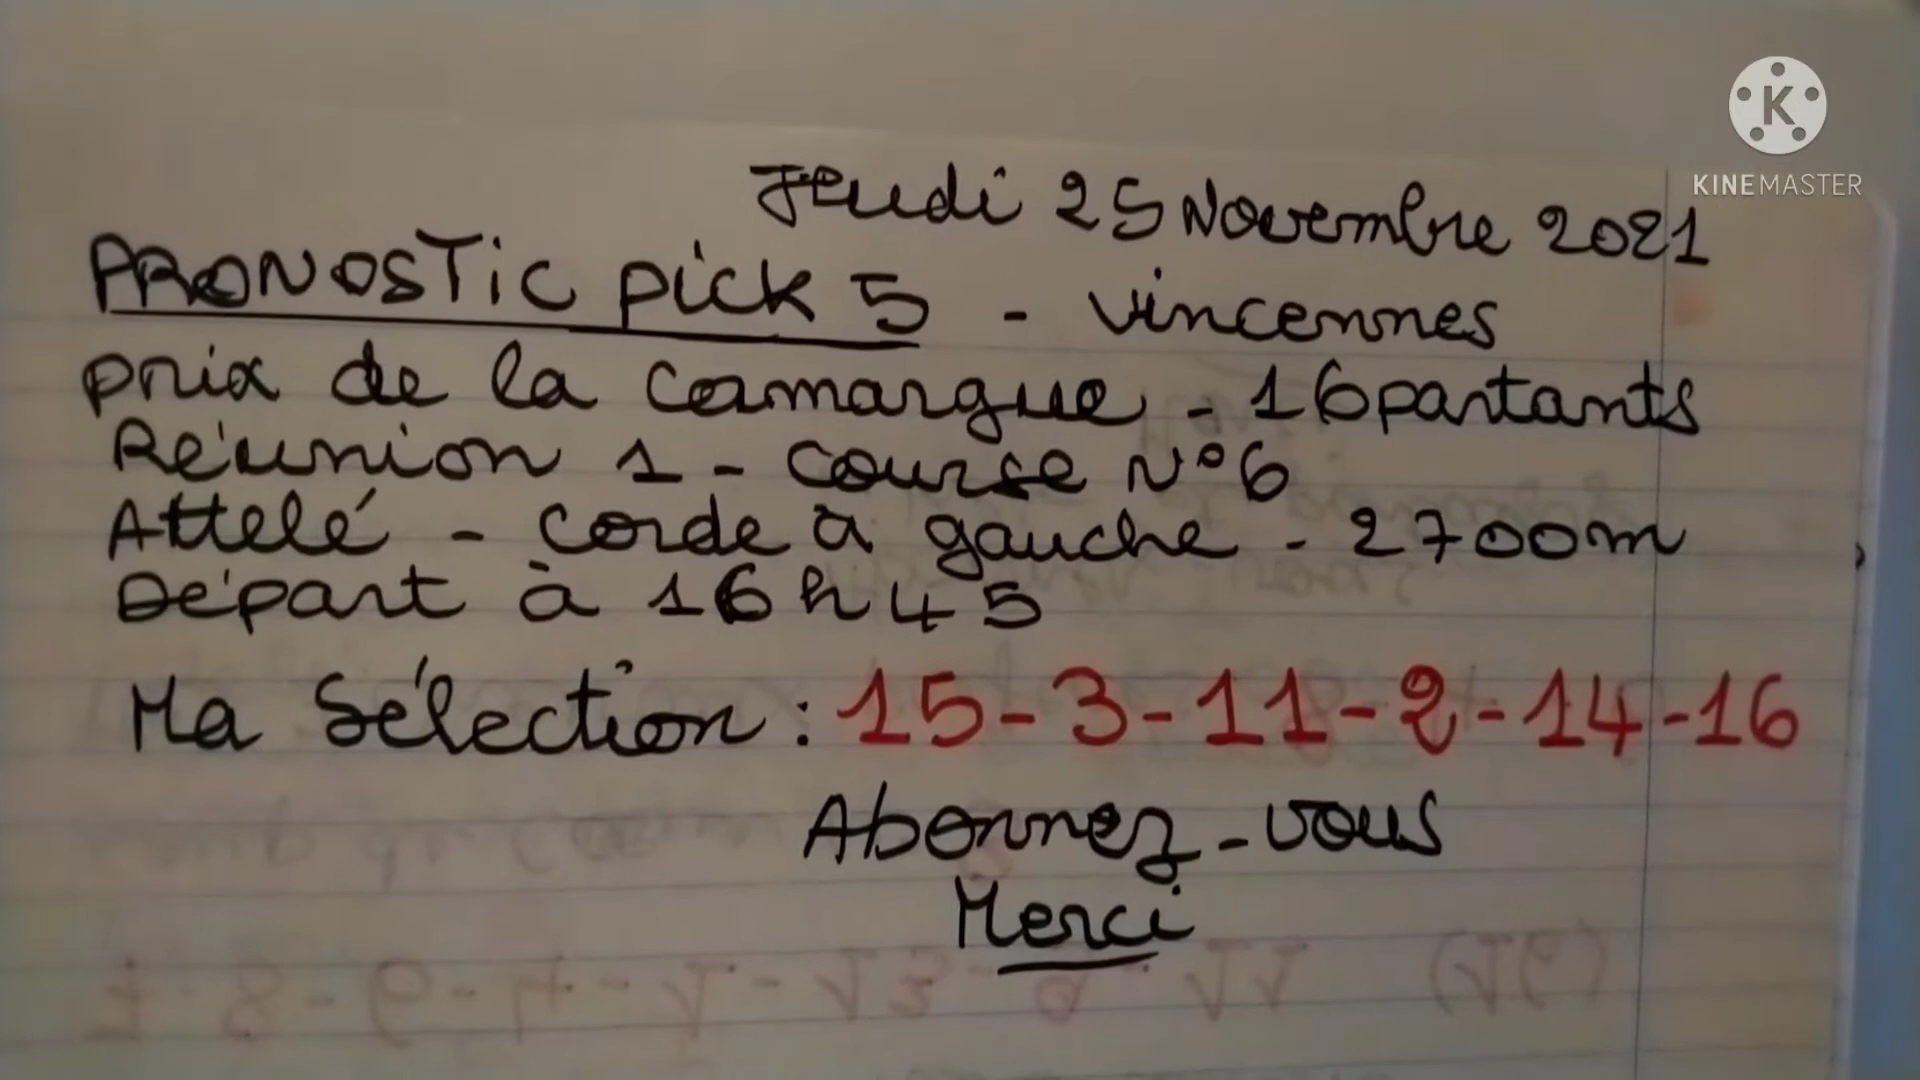 K
KINEMASTER
Jeudi 25 Novembre 2021
PRONOSTIC PICK 5 - Vincennes
prix de la Camargue - 16 partants
Réunion 1 - Course N°6
Attelé - Corde à gauche - 2700m
Départ à 16h45
Ma Sélection : 15-3-11-2-14-16
Abonnez-vous
Merci